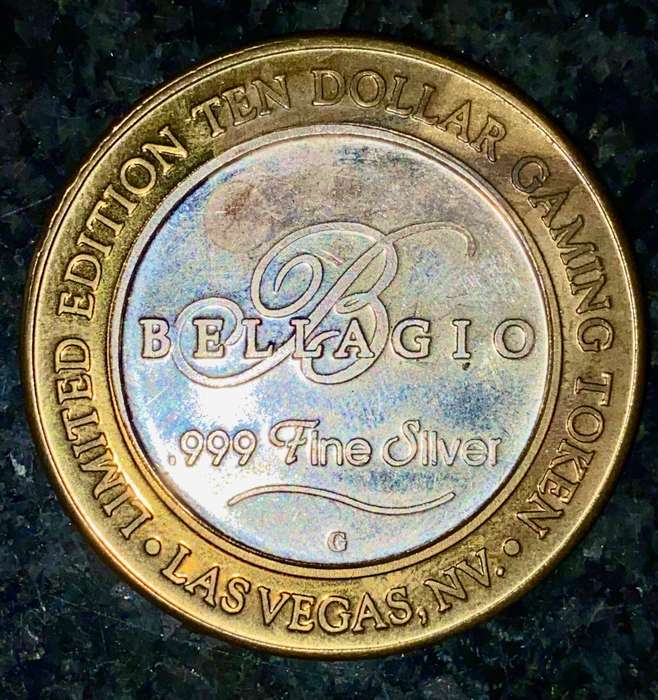 LIMITED EDITION TEN DOLLAR GAMING TOKEN
B
BELLAGIO
.999 Fine Silver
G
• LAS VEGAS, NV. •